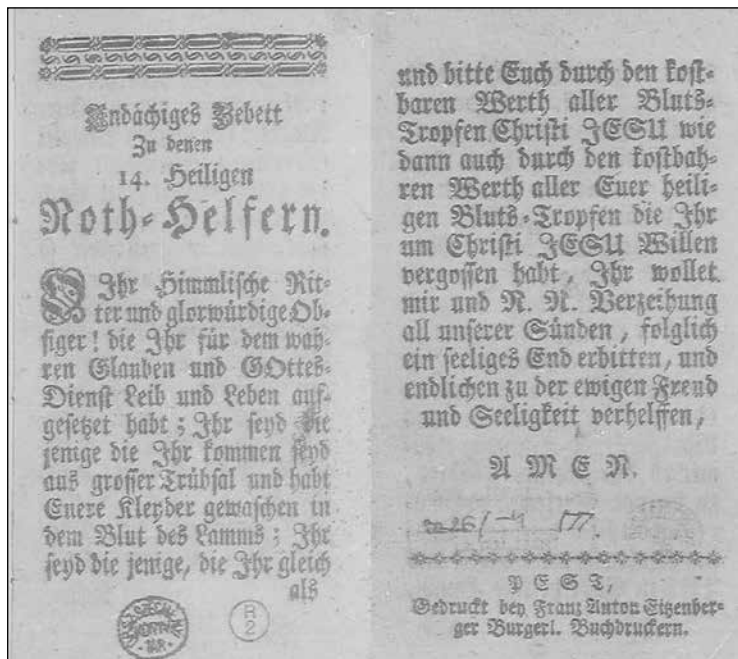 Andächiges Gebett
Zu denen
14. Heiligen
Noth-Helfern.
O Ihr Himmlische Rit-
ter und glorwürdige Ob-
siger! die Ihr für dem wah-
ren Glauben und GOttes-
Dienst Leib und Leben auf-
gesetzet habt; Ihr seyd die
jenige die Ihr kommen seyd
aus grosser Trübsal und habt
Euere Kleyder gewaschen in
dem Blut des Lamms; Ihr
seyd die jenige, die Ihr gleich
als
R
2
und bitte Euch durch den kost-
baren Werth aller Bluts-
Tropfen Christi JESU wie
dann auch durch den kostbah-
ren Werth aller Euer heili-
gen Bluts-Tropfen die Ihr
um Christi JESU Willen
vergossen habt, Ihr wollet
mir und N. N. Verzeihung
all unserer Sünden, folglich
ein seeliges End erbitten, und
endlichen zu der ewigen Freud
und Seeligkeit verhelffen,
AMEN.
PEST,
Gedruckt bey Franz Anton Eitzenber-
ger Burgerl. Buchdruckern.